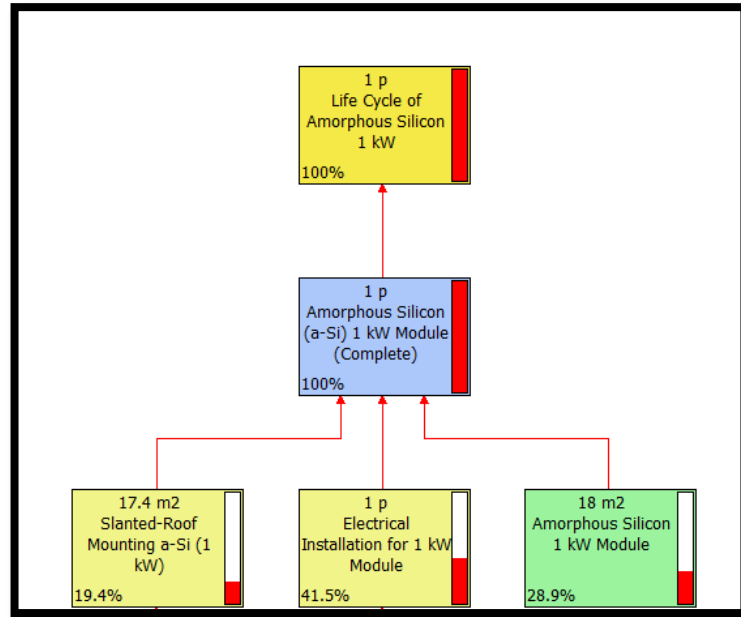 1 p
Life Cycle of
Amorphous Silicon
1 kW
100%
1 p
Amorphous Silicon
(a-Si) 1 kW Module
(Complete)
100%
17.4 m2
Slanted-Roof
Mounting a-Si (1
kW)
19.4%
1 p
Electrical
Installation for 1 kW
Module
41.5%
18 m2
Amorphous Silicon
1 kW Module
28.9%